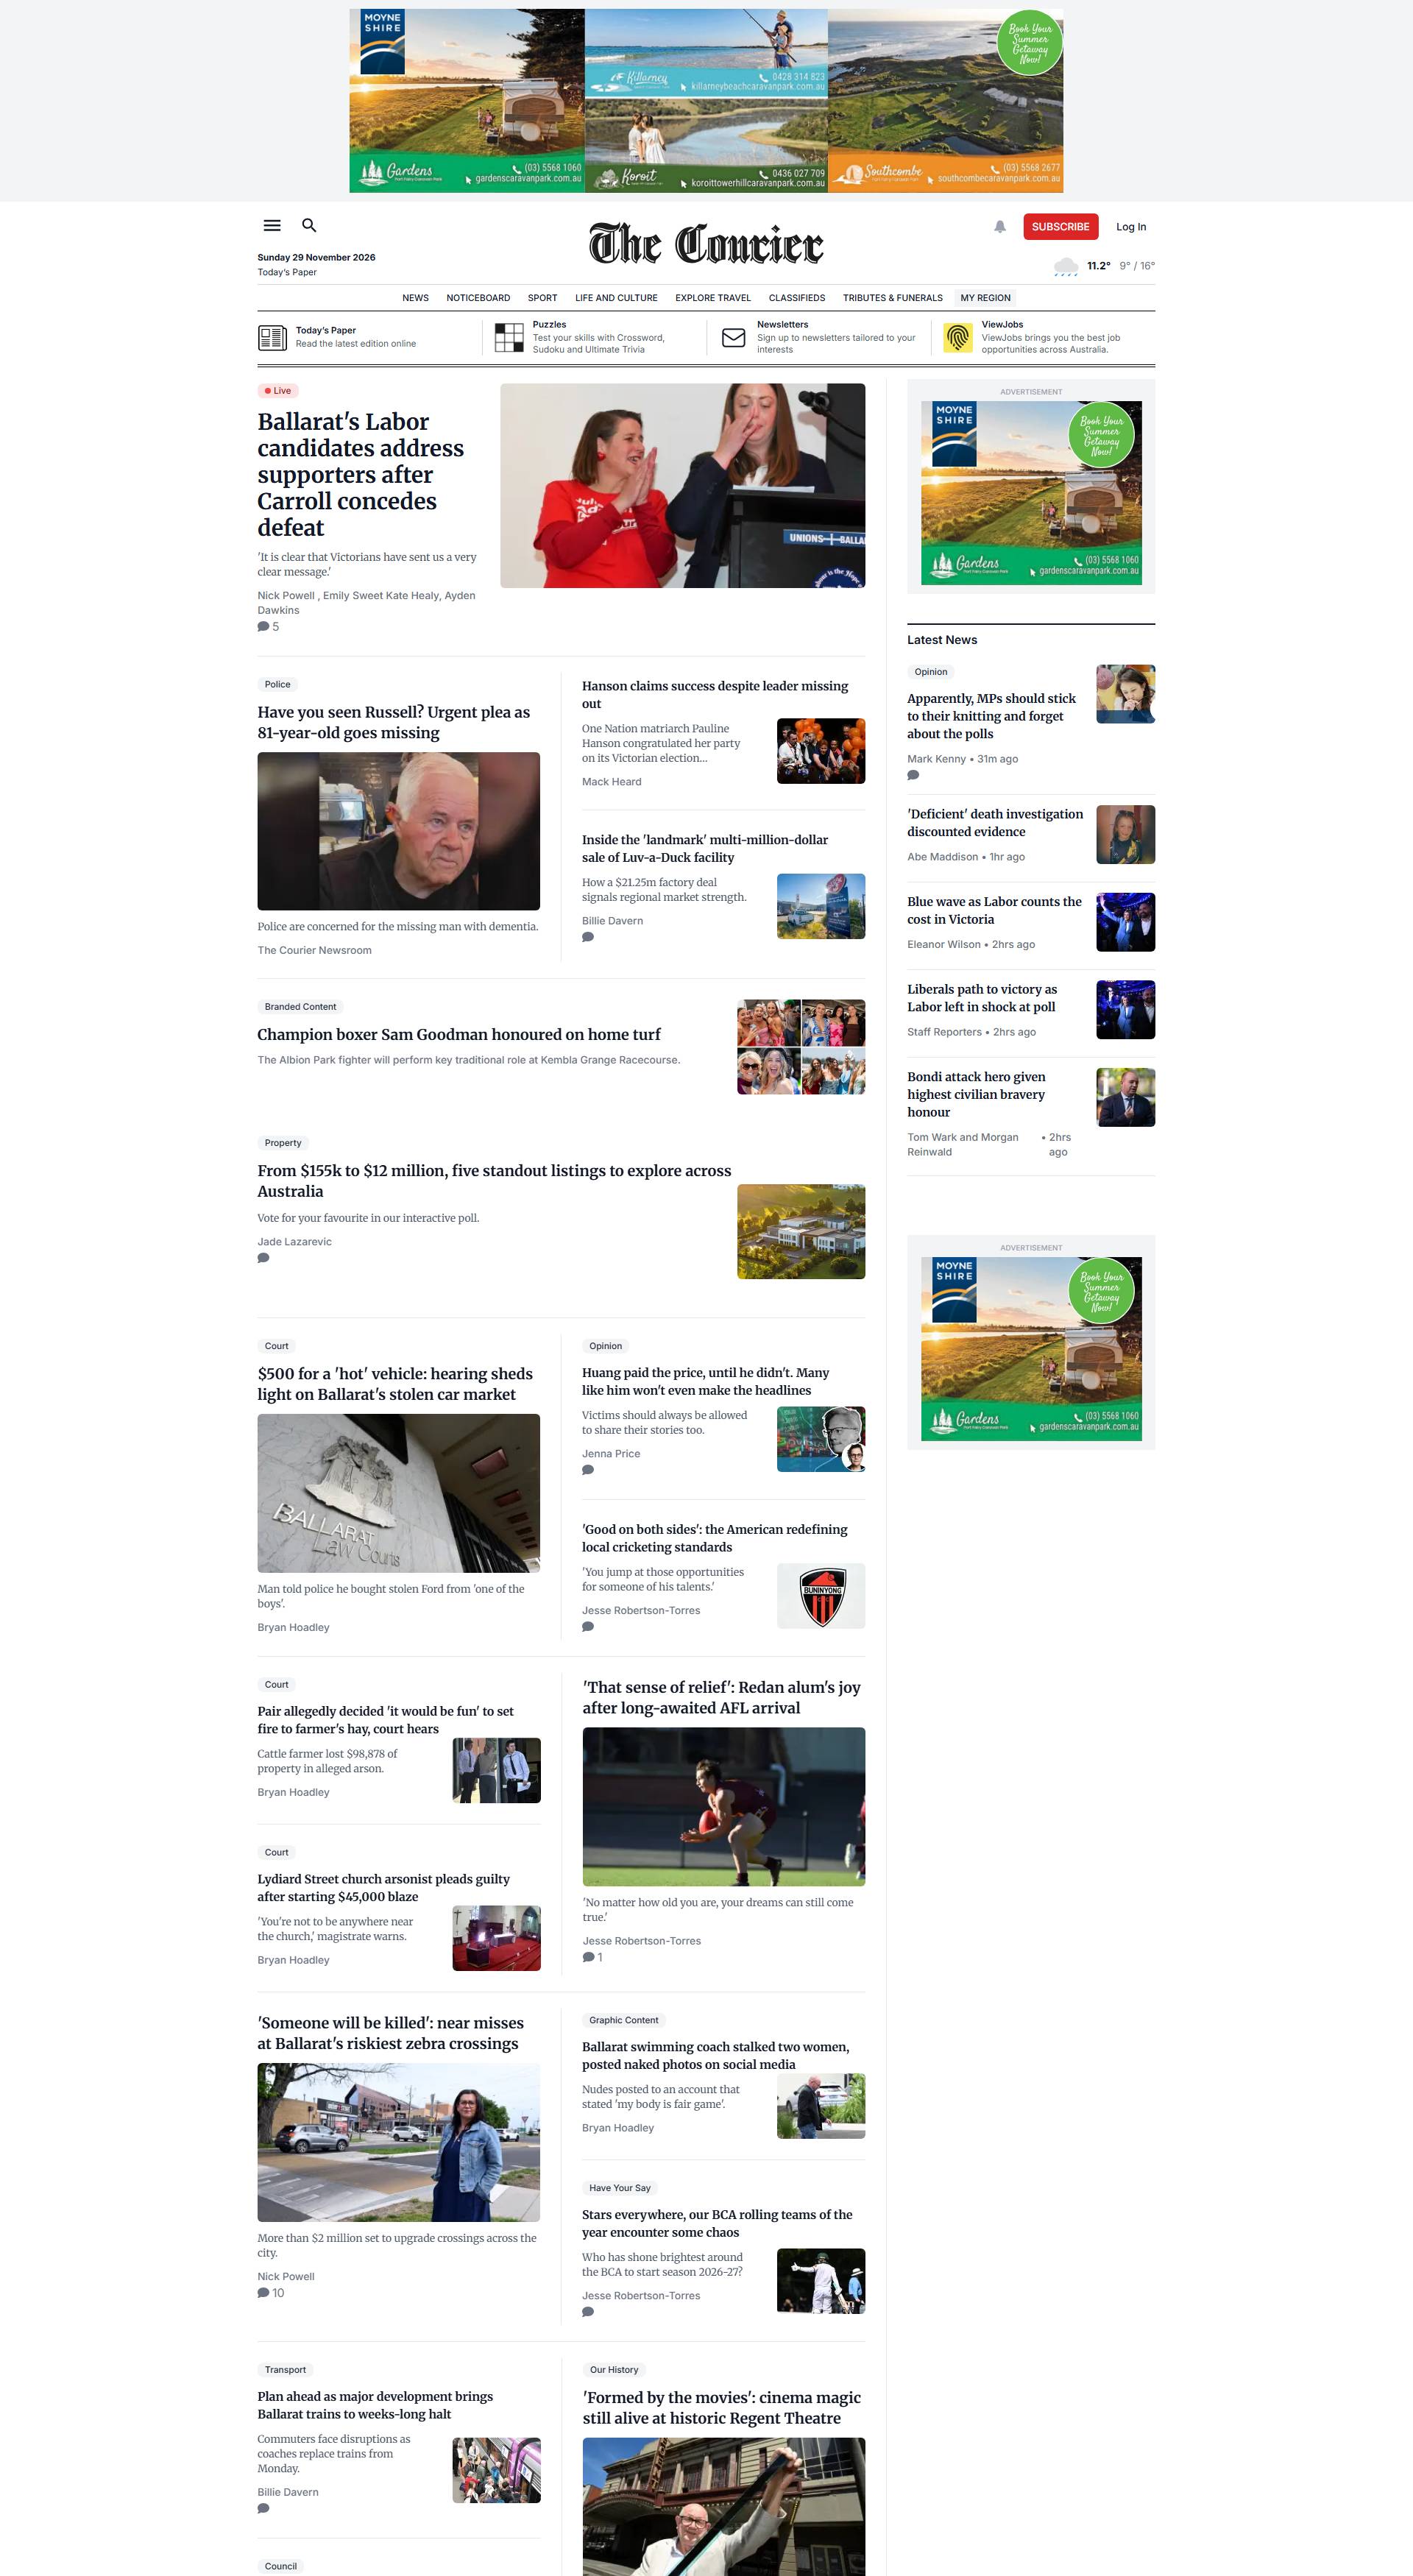 MOYNE
SHIRE
Gardens
(03) 5568 1060
gardenscaravanpark.com.au
Killarney
0428 314 823
killarneybeachcaravanpark.com.au
Koroit
0436 027 709
koroittowerhillcaravanpark.com.au
Book Your
Summer
Getaway
Now!
Southcombe
(03) 5568 2677
southcombecaravanpark.com.au
The Courier
SUBSCRIBE
Log In
Sunday 29 November 2026
Today's Paper
11.2° 9° / 16°
NEWS NOTICEBOARD SPORT LIFE AND CULTURE EXPLORE TRAVEL CLASSIFIEDS TRIBUTES & FUNERALS MY REGION
Today's Paper
Read the latest edition online
Puzzles
Test your skills with Crossword,
Sudoku and Ultimate Trivia
Newsletters
Sign up to newsletters tailored to your
interests
ViewJobs
ViewJobs brings you the best job
opportunities across Australia.
Live
Ballarat's Labor
candidates address
supporters after
Carroll concedes
defeat
'It is clear that Victorians have sent us a very
clear message.'
Nick Powell , Emily Sweet Kate Healy, Ayden
Dawkins
5
UNIONS
Police
Have you seen Russell? Urgent plea as
81-year-old goes missing
Police are concerned for the missing man with dementia.
The Courier Newsroom
Hanson claims success despite leader missing
out
One Nation matriarch Pauline
Hanson congratulated her party
on its Victorian election...
Mack Heard
Inside the 'landmark' multi-million-dollar
sale of Luv-a-Duck facility
How a $21.25m factory deal
signals regional market strength.
Billie Davern
Branded Content
Champion boxer Sam Goodman honoured on home turf
The Albion Park fighter will perform key traditional role at Kembla Grange Racecourse.
Property
From $155k to $12 million, five standout listings to explore across
Australia
Vote for your favourite in our interactive poll.
Jade Lazarevic
Court
$500 for a 'hot' vehicle: hearing sheds
light on Ballarat's stolen car market
BALLARAT
Law Courts
Man told police he bought stolen Ford from 'one of the
boys'.
Bryan Hoadley
Opinion
Huang paid the price, until he didn't. Many
like him won't even make the headlines
Victims should always be allowed
to share their stories too.
Jenna Price
'Good on both sides': the American redefining
local cricketing standards
'You jump at those opportunities
for someone of his talents.'
Jesse Robertson-Torres
BUNINYONG
Court
Pair allegedly decided 'it would be fun' to set
fire to farmer's hay, court hears
Cattle farmer lost $98,878 of
property in alleged arson.
Bryan Hoadley
Court
Lydiard Street church arsonist pleads guilty
after starting $45,000 blaze
'You're not to be anywhere near
the church,' magistrate warns.
Bryan Hoadley
'That sense of relief': Redan alum's joy
after long-awaited AFL arrival
'No matter how old you are, your dreams can still come
true.'
Jesse Robertson-Torres
1
'Someone will be killed': near misses
at Ballarat's riskiest zebra crossings
More than $2 million set to upgrade crossings across the
city.
Nick Powell
10
Graphic Content
Ballarat swimming coach stalked two women,
posted naked photos on social media
Nudes posted to an account that
stated 'my body is fair game'.
Bryan Hoadley
Have Your Say
Stars everywhere, our BCA rolling teams of the
year encounter some chaos
Who has shone brightest around
the BCA to start season 2026-27?
Jesse Robertson-Torres
Transport
Plan ahead as major development brings
Ballarat trains to weeks-long halt
Commuters face disruptions as
coaches replace trains from
Monday.
Billie Davern
Council
Our History
'Formed by the movies': cinema magic
still alive at historic Regent Theatre
ADVERTISEMENT
MOYNE
SHIRE
Book Your
Summer
Getaway
Now!
Gardens
(03) 5568 1060
gardenscaravanpark.com.au
Latest News
Opinion
Apparently, MPs should stick
to their knitting and forget
about the polls
Mark Kenny • 31m ago
'Deficient' death investigation
discounted evidence
Abe Maddison • 1hr ago
Blue wave as Labor counts the
cost in Victoria
Eleanor Wilson • 2hrs ago
Liberals path to victory as
Labor left in shock at poll
Staff Reporters • 2hrs ago
Bondi attack hero given
highest civilian bravery
honour
Tom Wark and Morgan • 2hrs
Reinwald ago
ADVERTISEMENT
MOYNE
SHIRE
Book Your
Summer
Getaway
Now!
Gardens
(03) 5568 1060
gardenscaravanpark.com.au